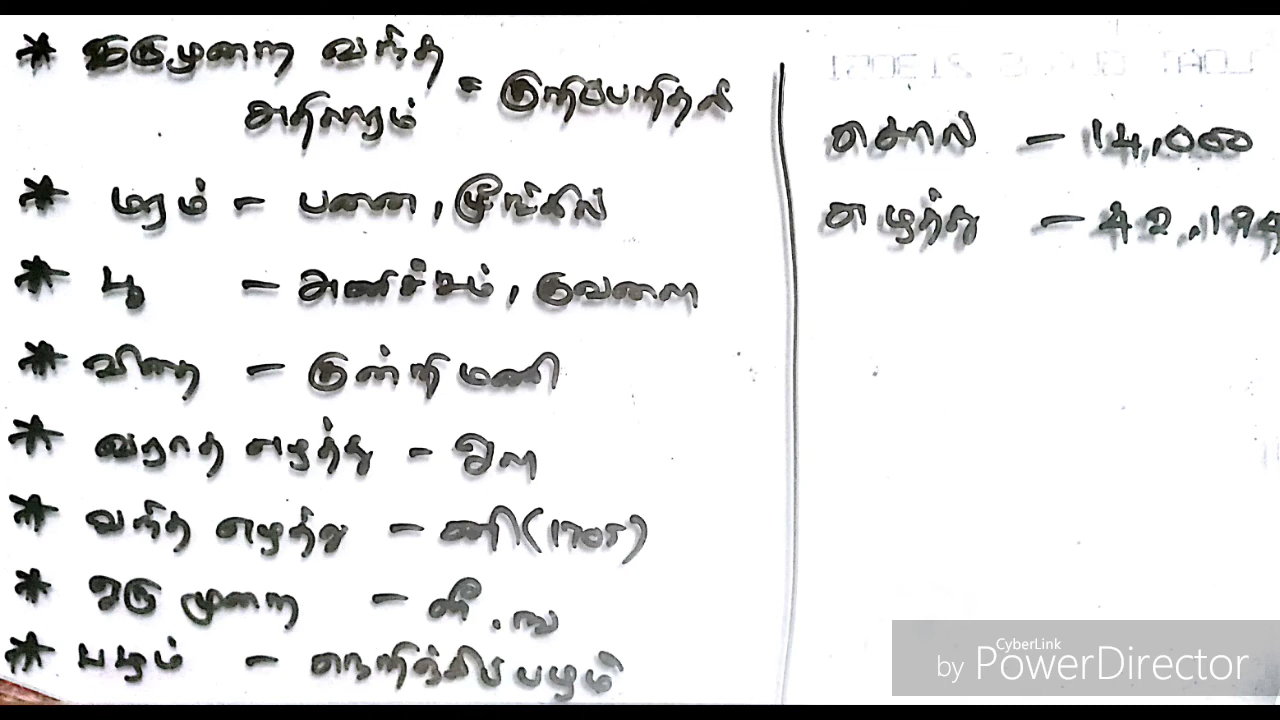 * இருமுறை வந்த
அதிகாரம் = குறிப்பறிதல்
* மரம் – பனை, மூங்கில்
* பூ – அனிச்சம், குவளை
* விதை – குன்றிமணி
* வராத எழுத்து – ஔ
* வந்த எழுத்து – னி (1705)
* ஒரு முறை – ளீ, ங
* பழம் – நெறிஞ்சிப்பழம்
சொல் – 14,000
எழுத்து – 42,194
CyberLink
by PowerDirector